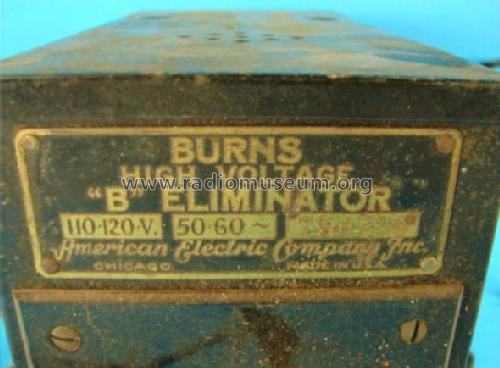 BURNS
HIGH VOLTAGE
www.radiomuseum.org
"B" ELIMINATOR
110-120-V. 50-60~
American Electric Company, Inc.
CHICAGO. MADE IN U.S.A.